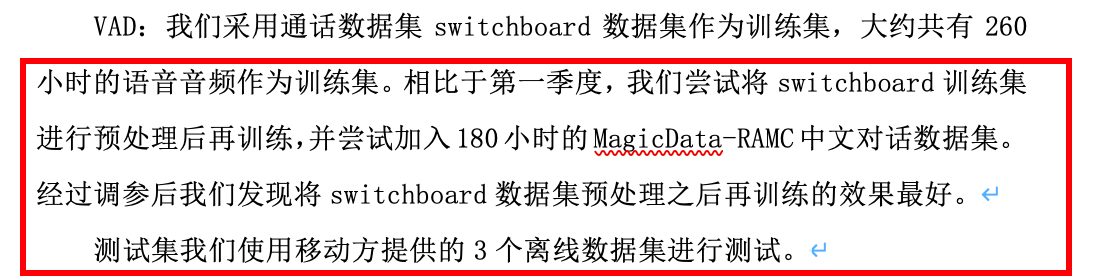 VAD：我们采用通话数据集 switchboard 数据集作为训练集，大约共有 260
小时的语音音频作为训练集。相比于第一季度，我们尝试将 switchboard 训练集
进行预处理后再训练，并尝试加入 180 小时的 MagicData-RAMC 中文对话数据集。
经过调参后我们发现将 switchboard 数据集预处理之后再训练的效果最好。
测试集我们使用移动方提供的 3 个离线数据集进行测试。